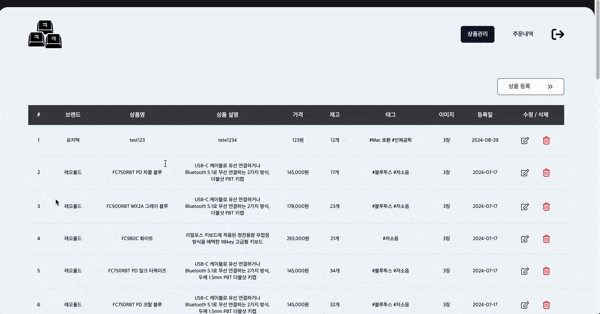 상품관리 주문내역
상품 등록
# 브랜드 상품명 상품 설명 가격 재고 태그 이미지 등록일 수정 / 삭제
1 로지텍 test123 tete1234 123원 12개 #Mac 호환 #인체공학 3장 2024-08-29
USB-C 케이블로 유선 연결하거나
2 레오폴드 FC750RBT PD 차콜 블루 Bluetooth 5.1로 무선 연결하는 2가지 방식, 145,000원 17개 #블루투스 #저소음 3장 2024-07-17
더블샷 PBT 키캡
USB-C 케이블로 유선 연결하거나
3 레오폴드 FC900RBT MX2A 그레이 블루 Bluetooth 5.1로 무선 연결하는 2가지 방식, 178,000원 23개 #블루투스 #저소음 3장 2024-07-17
더블샷 PBT 키캡
리얼포스 키보드에 적용된 정전용량 무접점
4 레오폴드 FC980C 화이트 265,000원 21개 #저소음 3장 2024-07-17
방식을 채택한 98key 고급형 키보드
USB-C 케이블로 유선 연결하거나
5 레오폴드 FC750RBT PD 밀크 터쿼이즈 Bluetooth 5.1로 무선 연결하는 2가지 방식, 145,000원 34개 #블루투스 #저소음 3장 2024-07-17
두께 1.5mm PBT 더블샷 키캡
USB-C 케이블로 유선 연결하거나
6 레오폴드 FC750RBT PD 코랄 블루 Bluetooth 5.1로 무선 연결하는 2가지 방식, 145,000원 32개 #블루투스 #저소음 3장 2024-07-17
두께 1.5mm PBT 더블샷 키캡